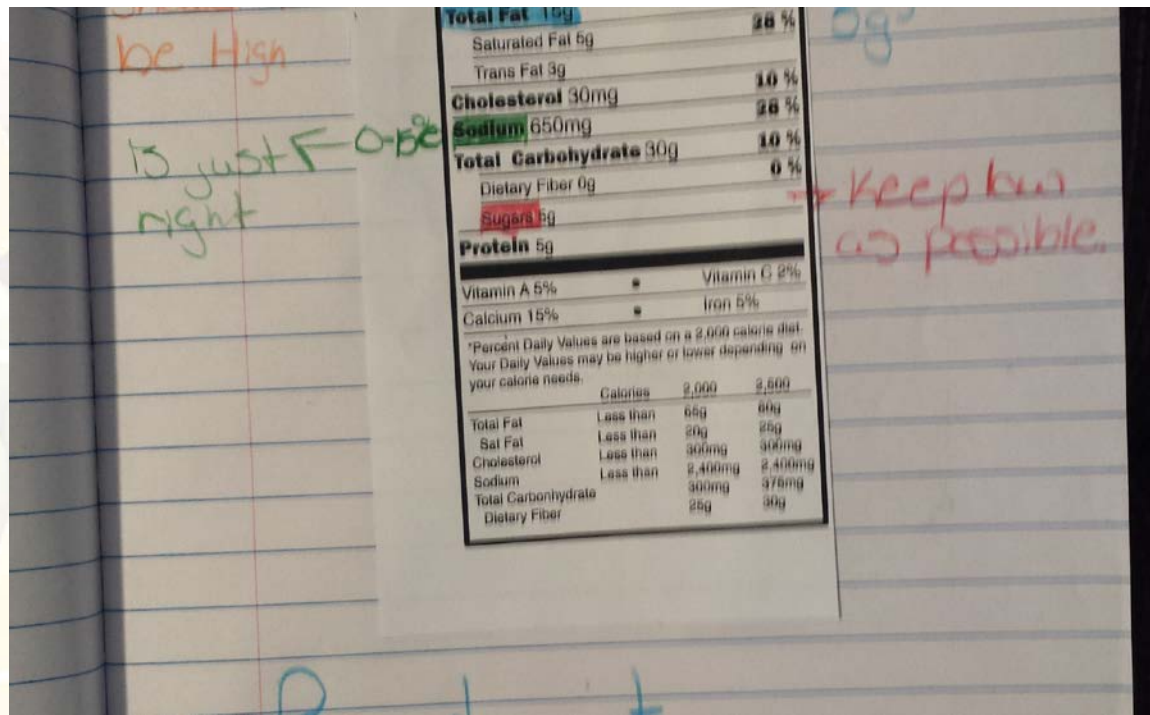 be High
0g
is just ← 0-15%
right
→ Keep low
as possible.
Total Fat 15g 28 %
Saturated Fat 5g
Trans Fat 3g
Cholesterol 30mg 10 %
Sodium 650mg 28 %
Total Carbohydrate 30g 10 %
Dietary Fiber 0g 0 %
Sugars 5g
Protein 5g
Vitamin A 5% • Vitamin C 2%
Calcium 15% • Iron 5%
*Percent Daily Values are based on a 2,000 calorie diet.
Your Daily Values may be higher or lower depending on
your calorie needs.
Calories 2,000 2,500
Total Fat Less than 65g 80g
Sat Fat Less than 20g 25g
Cholesterol Less than 300mg 300mg
Sodium Less than 2,400mg 2,400mg
Total Carbonhydrate 300mg 375mg
Dietary Fiber 25g 30g